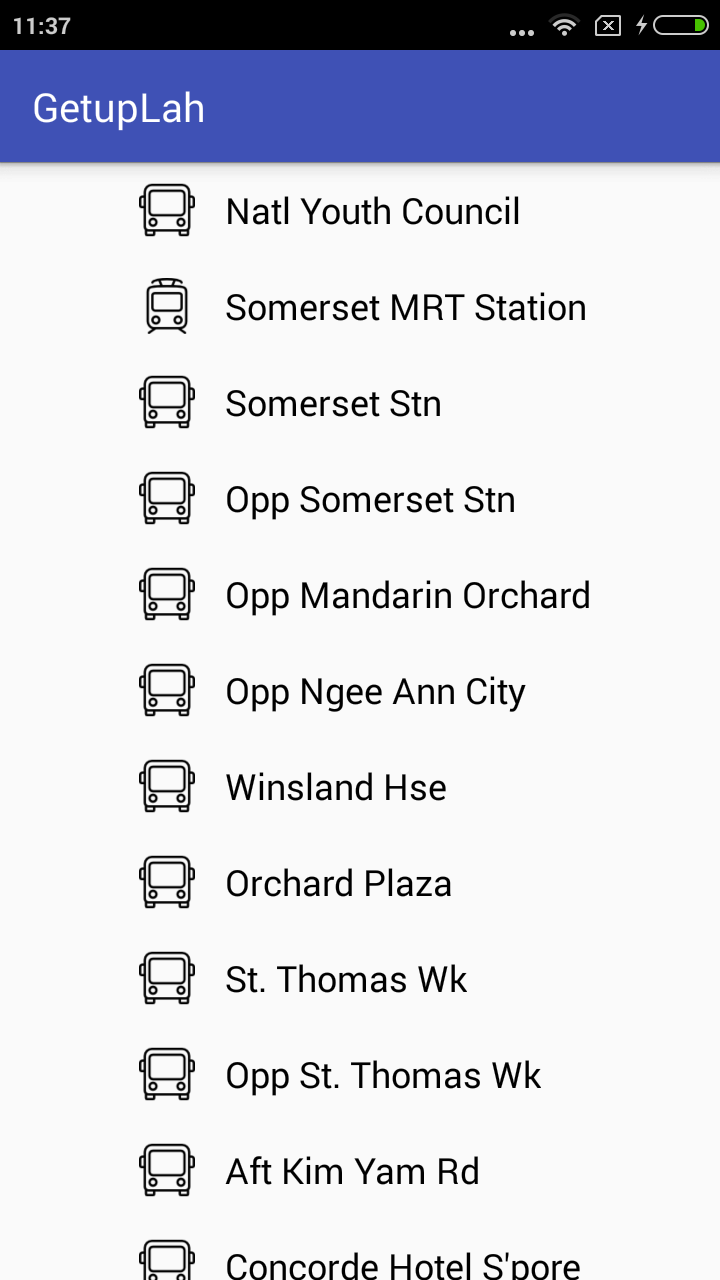 11:37
GetupLah
Natl Youth Council
Somerset MRT Station
Somerset Stn
Opp Somerset Stn
Opp Mandarin Orchard
Opp Ngee Ann City
Winsland Hse
Orchard Plaza
St. Thomas Wk
Opp St. Thomas Wk
Aft Kim Yam Rd
Concorde Hotel S'pore